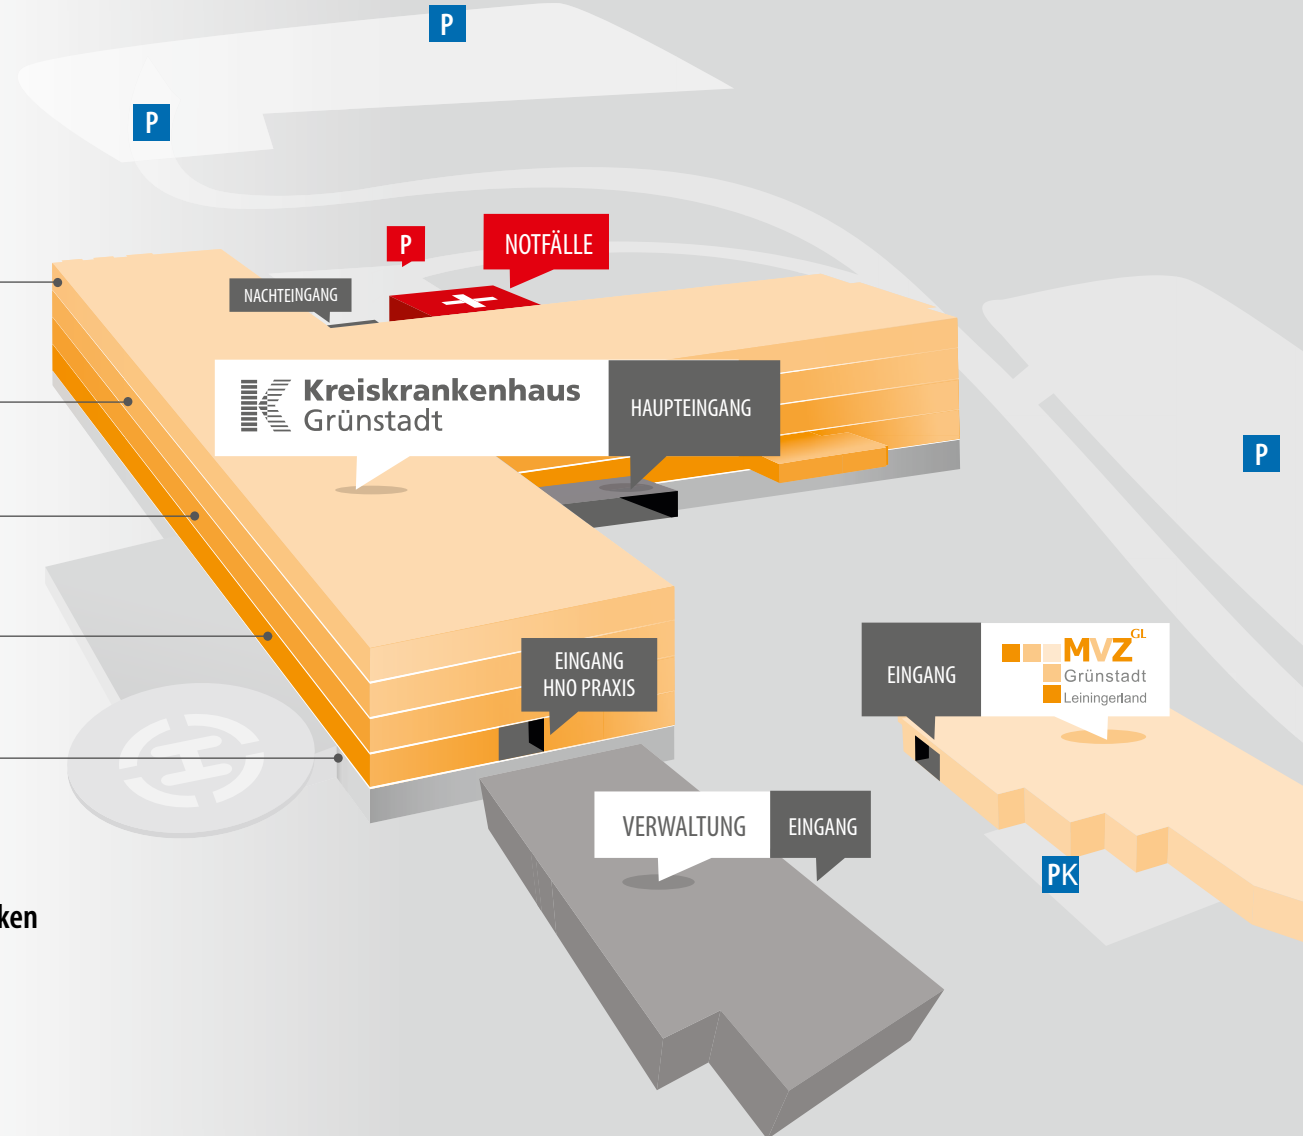 P
P
P
NOTFÄLLE
NACHTEINGANG
Kreiskrankenhaus
Grünstadt
HAUPTEINGANG
P
EINGANG
HNO PRAXIS
EINGANG
MVZ GL
Grünstadt
Leiningerland
VERWALTUNG
EINGANG
PK
ken